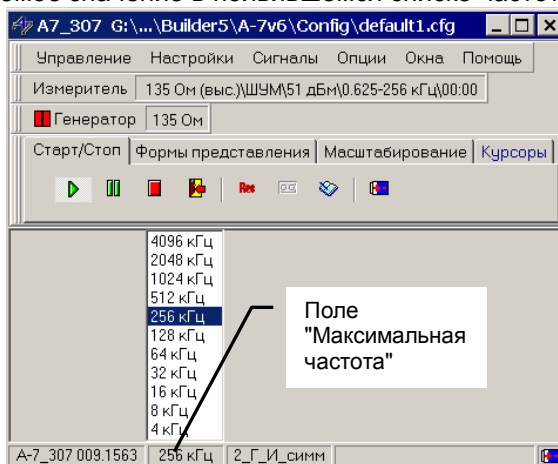 A7_307 G:\...\Builder5\A-7v6\Config\default1.cfg
Управление Настройки Сигналы Опции Окна Помощь
Измеритель 135 Ом (выс.)\ШУМ\51 дБм\0.625-256 кГц\00:00
Генератор 135 Ом
Старт/Стоп Формы представления Масштабирование Курсоры
Rec
4096 кГц
2048 кГц
1024 кГц
512 кГц
256 кГц
128 кГц
64 кГц
32 кГц
16 кГц
8 кГц
4 кГц
Поле
"Максимальная
частота"
A-7_307 009.1563 256 кГц 2_Г_И_симм